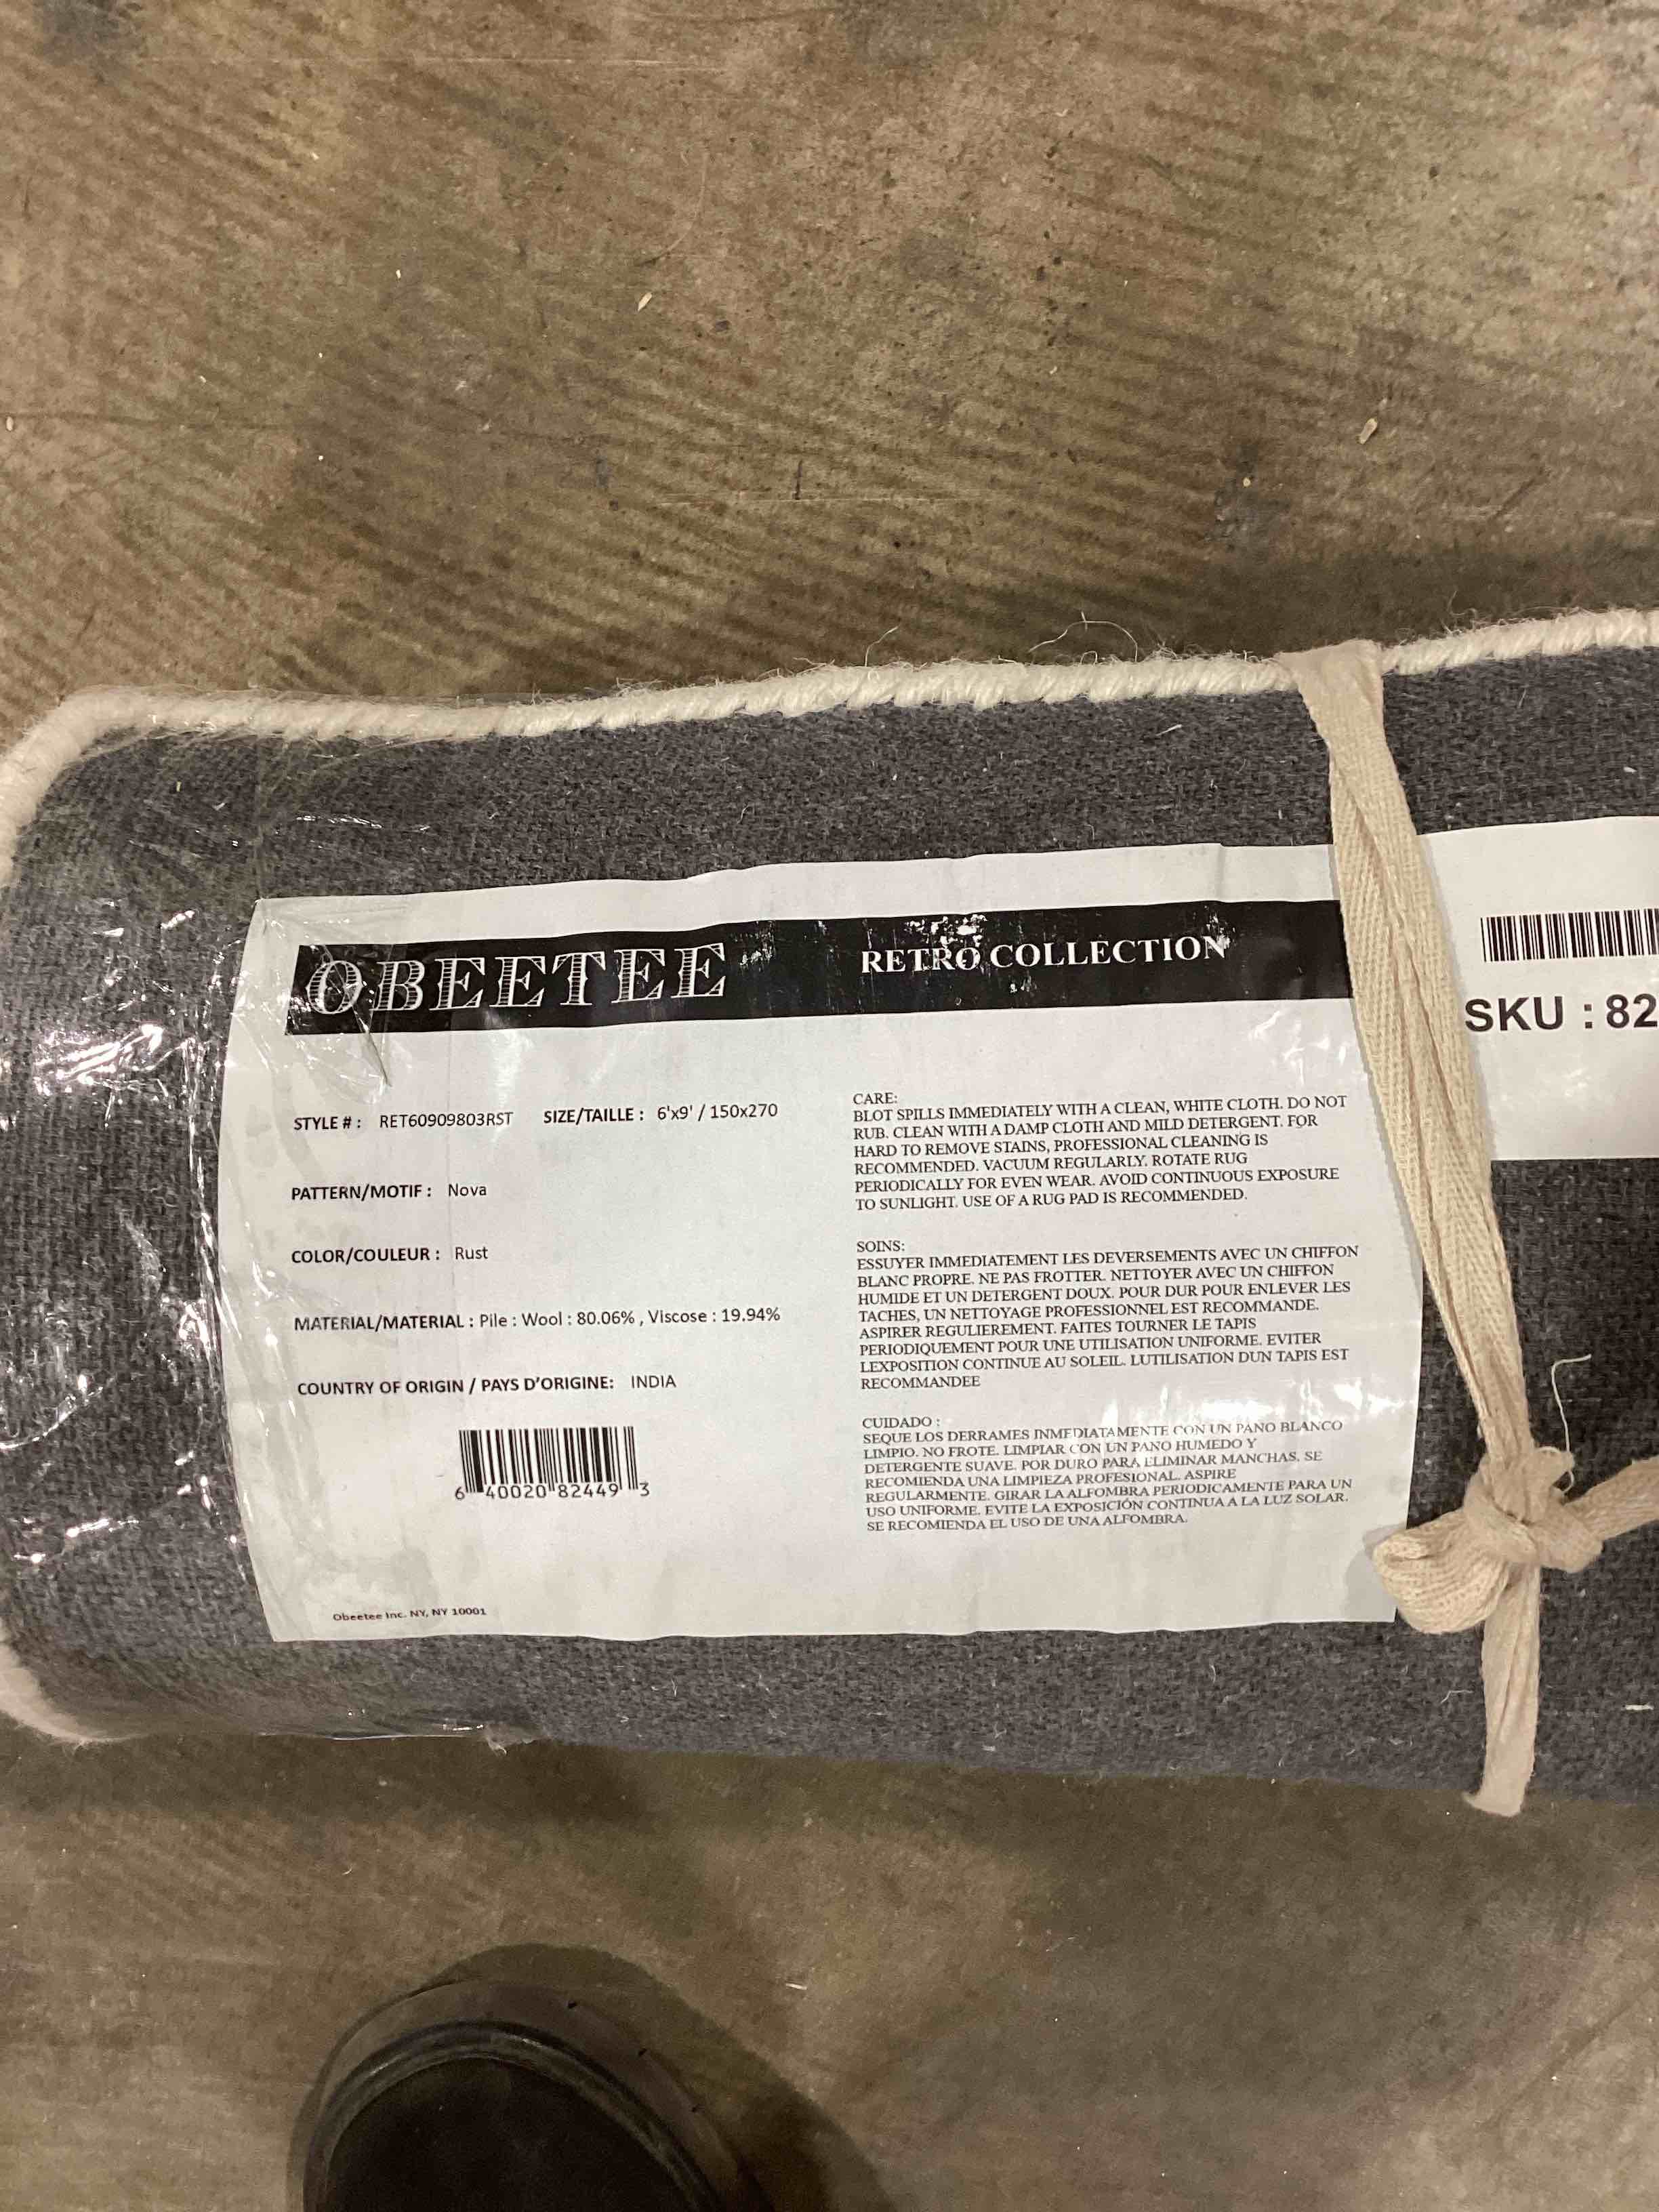 OBEETEE
RETRO COLLECTION
STYLE # : RET60909803RST SIZE/TAILLE : 6'x9' / 150x270
PATTERN/MOTIF : Nova
COLOR/COULEUR : Rust
MATERIAL/MATERIAL : Pile : Wool : 80.06% , Viscose : 19.94%
COUNTRY OF ORIGIN / PAYS D'ORIGINE: INDIA
6 40020 82449 3
Obeetee Inc. NY, NY 10001
CARE:
BLOT SPILLS IMMEDIATELY WITH A CLEAN, WHITE CLOTH. DO NOT
RUB. CLEAN WITH A DAMP CLOTH AND MILD DETERGENT. FOR
HARD TO REMOVE STAINS, PROFESSIONAL CLEANING IS
RECOMMENDED. VACUUM REGULARLY. ROTATE RUG
PERIODICALLY FOR EVEN WEAR. AVOID CONTINUOUS EXPOSURE
TO SUNLIGHT. USE OF A RUG PAD IS RECOMMENDED.
SOINS:
ESSUYER IMMEDIATEMENT LES DEVERSEMENTS AVEC UN CHIFFON
BLANC PROPRE. NE PAS FROTTER. NETTOYER AVEC UN CHIFFON
HUMIDE ET UN DETERGENT DOUX. POUR DUR POUR ENLEVER LES
TACHES, UN NETTOYAGE PROFESSIONNEL EST RECOMMANDE.
ASPIRER REGULIEREMENT. FAITES TOURNER LE TAPIS
PERIODIQUEMENT POUR UNE UTILISATION UNIFORME. EVITER
LEXPOSITION CONTINUE AU SOLEIL. LUTILISATION DUN TAPIS EST
RECOMMANDEE
CUIDADO :
SEQUE LOS DERRAMES INMEDIATAMENTE CON UN PANO BLANCO
LIMPIO. NO FROTE. LIMPIAR CON UN PANO HUMEDO Y
DETERGENTE SUAVE. POR DURO PARA ELIMINAR MANCHAS, SE
RECOMIENDA UNA LIMPIEZA PROFESIONAL. ASPIRE
REGULARMENTE. GIRAR LA ALFOMBRA PERIODICAMENTE PARA UN
USO UNIFORME. EVITE LA EXPOSICIÓN CONTINUA A LA LUZ SOLAR.
SE RECOMIENDA EL USO DE UNA ALFOMBRA.
SKU : 82